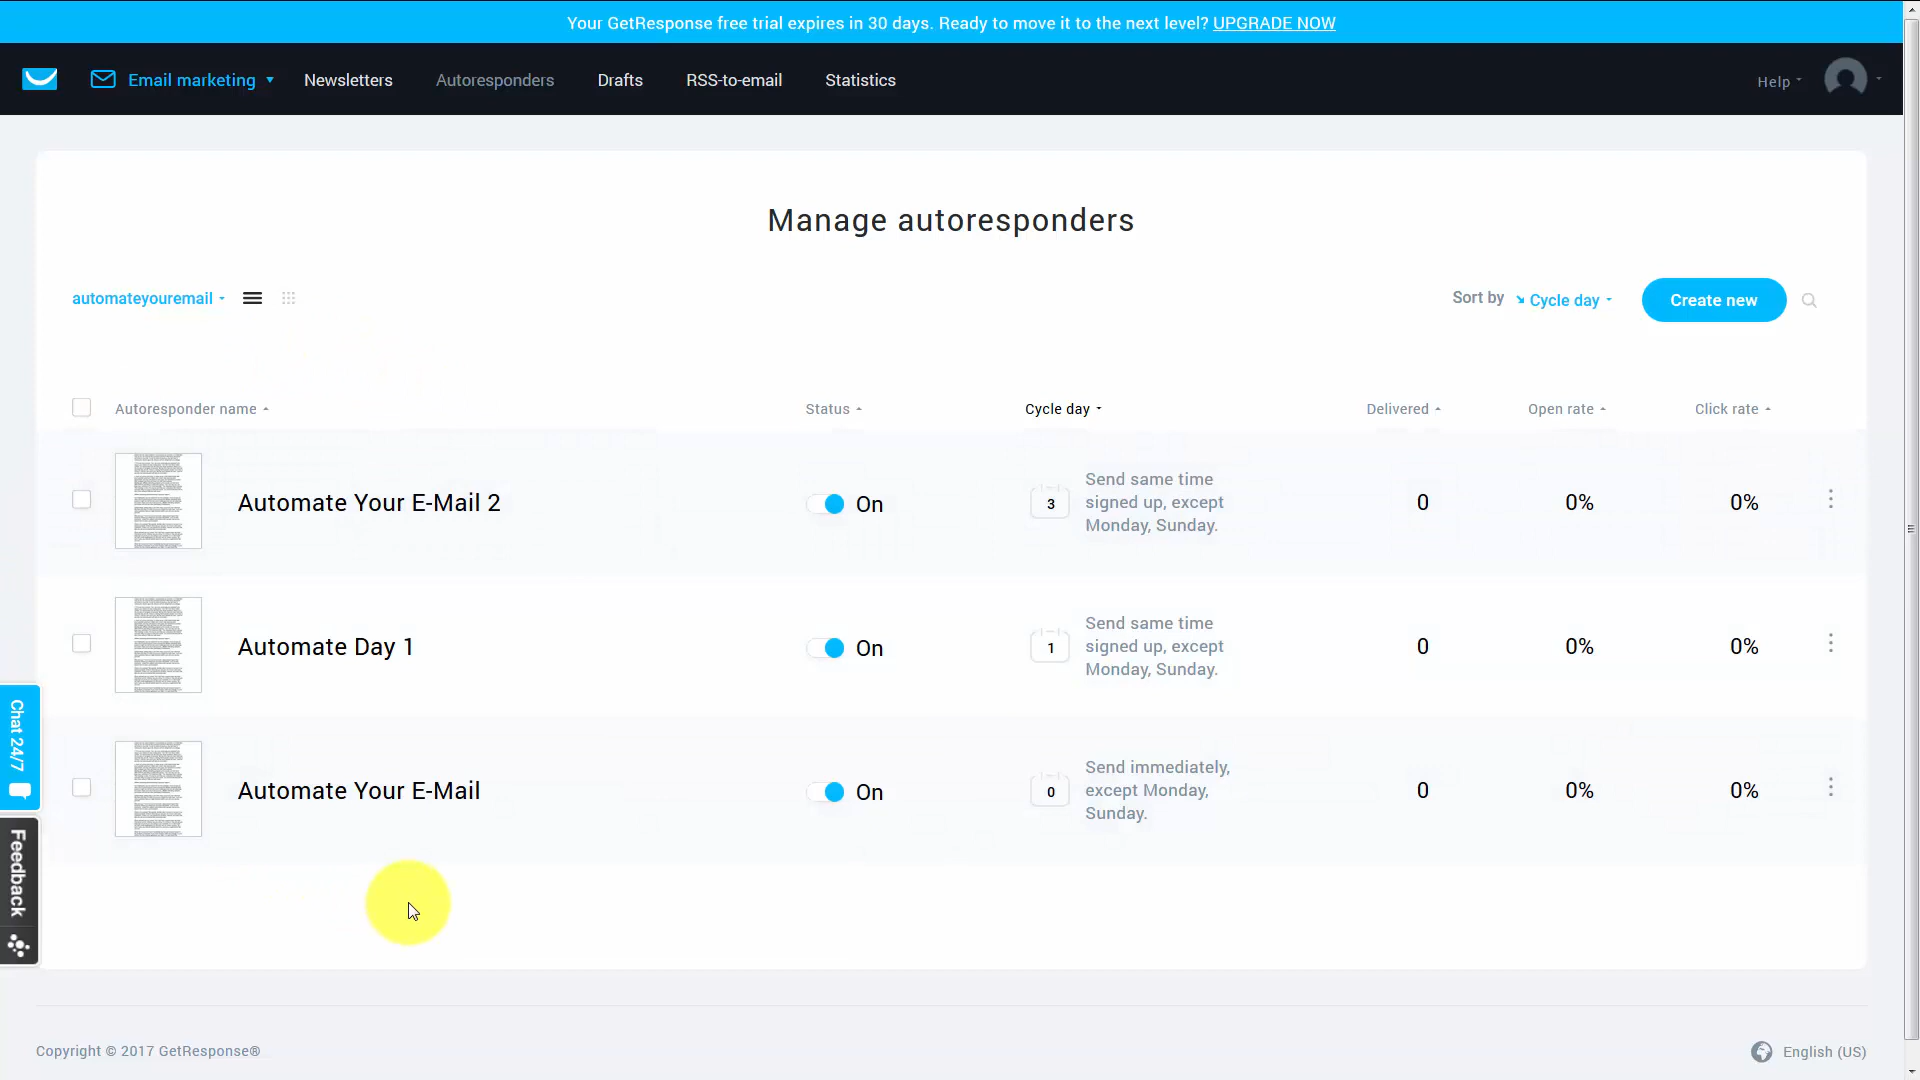 Your GetResponse free trial expires in 30 days. Ready to move it to the next level? UPGRADE NOW
Email marketing
Newsletters
Autoresponders
Drafts
RSS-to-email
Statistics
Help
Manage autoresponders
automateyouremail
Sort by
Cycle day
Create new
Autoresponder name
Status
Cycle day
Delivered
Open rate
Click rate
Automate Your E-Mail 2
On
3
Send same time
signed up, except
Monday, Sunday.
0
0%
0%
Automate Day 1
On
1
Send same time
signed up, except
Monday, Sunday.
0
0%
0%
Automate Your E-Mail
On
0
Send immediately,
except Monday,
Sunday.
0
0%
0%
Chat 24/7
Feedback
Copyright © 2017 GetResponse®
English (US)